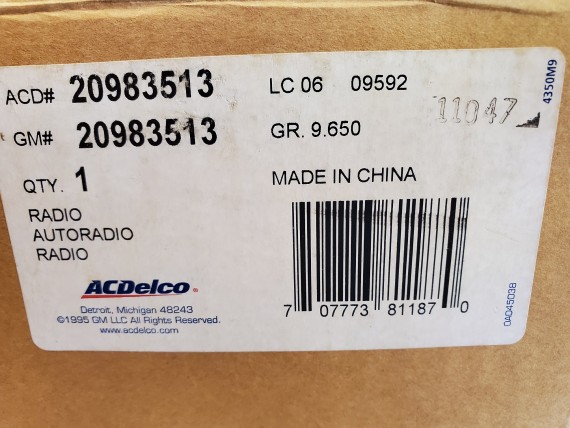 ACD# 20983513
LC 06 09592
11047
4350M9
GM# 20983513
GR. 9.650
QTY. 1
MADE IN CHINA
RADIO
AUTORADIO
RADIO
ACDelco®
Detroit, Michigan 48243
©1995 GM LLC All Rights Reserved.
www.acdelco.com
7 07773 81187 0
0A045038